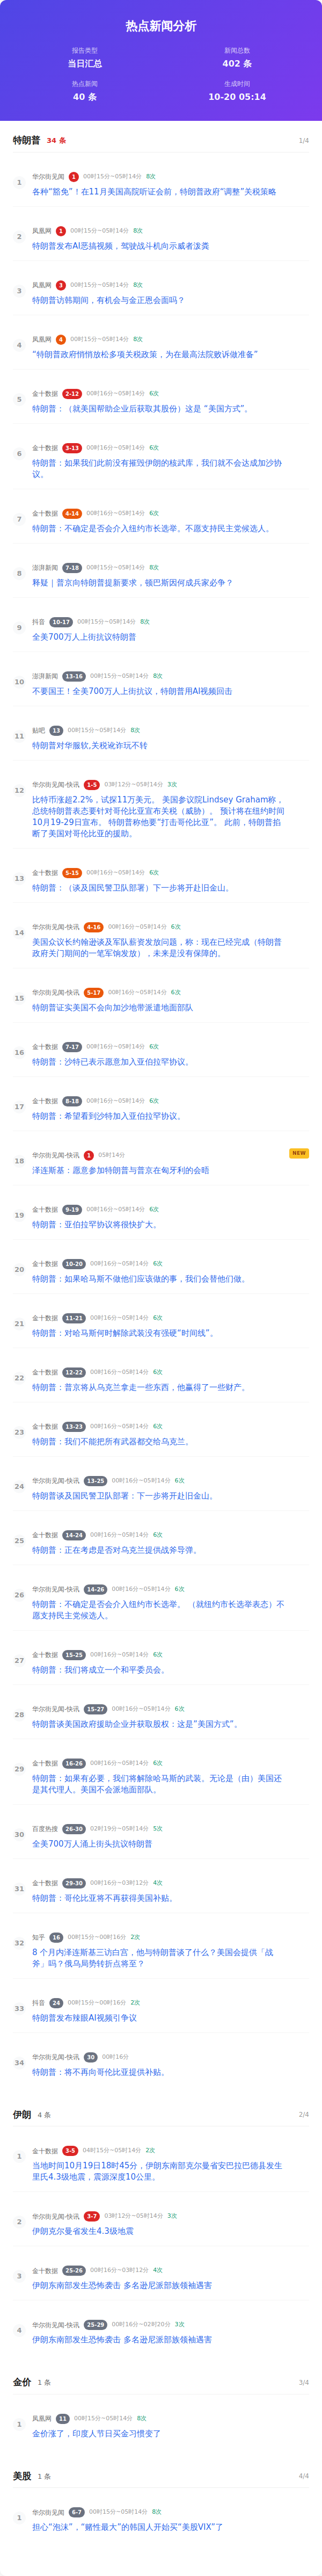 热点新闻分析
报告类型
当日汇总
新闻总数
402 条
热点新闻
40 条
生成时间
10-20 05:14
特朗普 34 条 1/4
1 华尔街见闻 1 00时15分~05时14分 8次
各种“豁免”！在11月美国高院听证会前，特朗普政府“调整”关税策略
2 凤凰网 1 00时15分~05时14分 8次
特朗普发布AI恶搞视频，驾驶战斗机向示威者泼粪
3 凤凰网 3 00时15分~05时14分 8次
特朗普访韩期间，有机会与金正恩会面吗？
4 凤凰网 4 00时15分~05时14分 8次
“特朗普政府悄悄放松多项关税政策，为在最高法院败诉做准备”
5 金十数据 2-12 00时16分~05时14分 6次
特朗普：（就美国帮助企业后获取其股份）这是 “美国方式”。
6 金十数据 3-13 00时16分~05时14分 6次
特朗普：如果我们此前没有摧毁伊朗的核武库，我们就不会达成加沙协
议。
7 金十数据 4-14 00时16分~05时14分 6次
特朗普：不确定是否会介入纽约市长选举。不愿支持民主党候选人。
8 澎湃新闻 7-18 00时15分~05时14分 8次
释疑｜普京向特朗普提新要求，顿巴斯因何成兵家必争？
9 抖音 10-17 00时15分~05时14分 8次
全美700万人上街抗议特朗普
10 澎湃新闻 13-16 00时15分~05时14分 8次
不要国王！全美700万人上街抗议，特朗普用AI视频回击
11 贴吧 13 00时15分~05时14分 8次
特朗普对华服软,关税讹诈玩不转
12 华尔街见闻-快讯 1-5 03时12分~05时14分 3次
比特币涨超2.2%，试探11万美元。 美国参议院Lindsey Graham称，
总统特朗普表态要针对哥伦比亚宣布关税（威胁）。 预计将在纽约时间
10月19-29日宣布。 特朗普称他要“打击哥伦比亚”。 此前，特朗普掐
断了美国对哥伦比亚的援助。
13 金十数据 5-15 00时16分~05时14分 6次
特朗普：（谈及国民警卫队部署）下一步将开赴旧金山。
14 华尔街见闻-快讯 4-16 00时16分~05时14分 6次
美国众议长约翰逊谈及军队薪资发放问题，称：现在已经完成（特朗普
政府关门期间的一笔军饷发放），未来是没有保障的。
15 华尔街见闻-快讯 5-17 00时16分~05时14分 6次
特朗普证实美国不会向加沙地带派遣地面部队
16 金十数据 7-17 00时16分~05时14分 6次
特朗普：沙特已表示愿意加入亚伯拉罕协议。
17 金十数据 8-18 00时16分~05时14分 6次
特朗普：希望看到沙特加入亚伯拉罕协议。
18 华尔街见闻-快讯 1 05时14分 NEW
泽连斯基：愿意参加特朗普与普京在匈牙利的会晤
19 金十数据 9-19 00时16分~05时14分 6次
特朗普：亚伯拉罕协议将很快扩大。
20 金十数据 10-20 00时16分~05时14分 6次
特朗普：如果哈马斯不做他们应该做的事，我们会替他们做。
21 金十数据 11-21 00时16分~05时14分 6次
特朗普：对哈马斯何时解除武装没有强硬“时间线”。
22 金十数据 12-22 00时16分~05时14分 6次
特朗普：普京将从乌克兰拿走一些东西，他赢得了一些财产。
23 金十数据 13-23 00时16分~05时14分 6次
特朗普：我们不能把所有武器都交给乌克兰。
24 华尔街见闻-快讯 13-25 00时16分~05时14分 6次
特朗普谈及国民警卫队部署：下一步将开赴旧金山。
25 金十数据 14-24 00时16分~05时14分 6次
特朗普：正在考虑是否对乌克兰提供战斧导弹。
26 华尔街见闻-快讯 14-26 00时16分~05时14分 6次
特朗普：不确定是否会介入纽约市长选举。 （就纽约市长选举表态）不
愿支持民主党候选人。
27 金十数据 15-25 00时16分~05时14分 6次
特朗普：我们将成立一个和平委员会。
28 华尔街见闻-快讯 15-27 00时16分~05时14分 6次
特朗普谈美国政府援助企业并获取股权：这是“美国方式”。
29 金十数据 16-26 00时16分~05时14分 6次
特朗普：如果有必要，我们将解除哈马斯的武装。无论是（由）美国还
是其代理人。美国不会派地面部队。
30 百度热搜 26-30 02时19分~05时14分 5次
全美700万人涌上街头抗议特朗普
31 金十数据 29-30 00时16分~03时12分 4次
特朗普：哥伦比亚将不再获得美国补贴。
32 知乎 16 00时15分~00时16分 2次
8 个月内泽连斯基三访白宫，他与特朗普谈了什么？美国会提供「战
斧」吗？俄乌局势转折点将至？
33 抖音 24 00时15分~00时16分 2次
特朗普发布辣眼AI视频引争议
34 华尔街见闻-快讯 30 00时16分
特朗普：将不再向哥伦比亚提供补贴。
伊朗 4 条 2/4
1 金十数据 3-5 04时15分~05时14分 2次
当地时间10月19日18时45分，伊朗东南部克尔曼省安巴拉巴德县发生
里氏4.3级地震，震源深度10公里。
2 华尔街见闻-快讯 3-7 03时12分~05时14分 3次
伊朗克尔曼省发生4.3级地震
3 金十数据 25-26 00时16分~03时12分 4次
伊朗东南部发生恐怖袭击 多名逊尼派部族领袖遇害
4 华尔街见闻-快讯 25-29 00时16分~02时20分 3次
伊朗东南部发生恐怖袭击 多名逊尼派部族领袖遇害
金价 1 条 3/4
1 凤凰网 11 00时15分~05时14分 8次
金价涨了，印度人节日买金习惯变了
美股 1 条 4/4
1 华尔街见闻 6-7 00时15分~05时14分 8次
担心“泡沫”，“赌性最大”的韩国人开始买“美股VIX”了